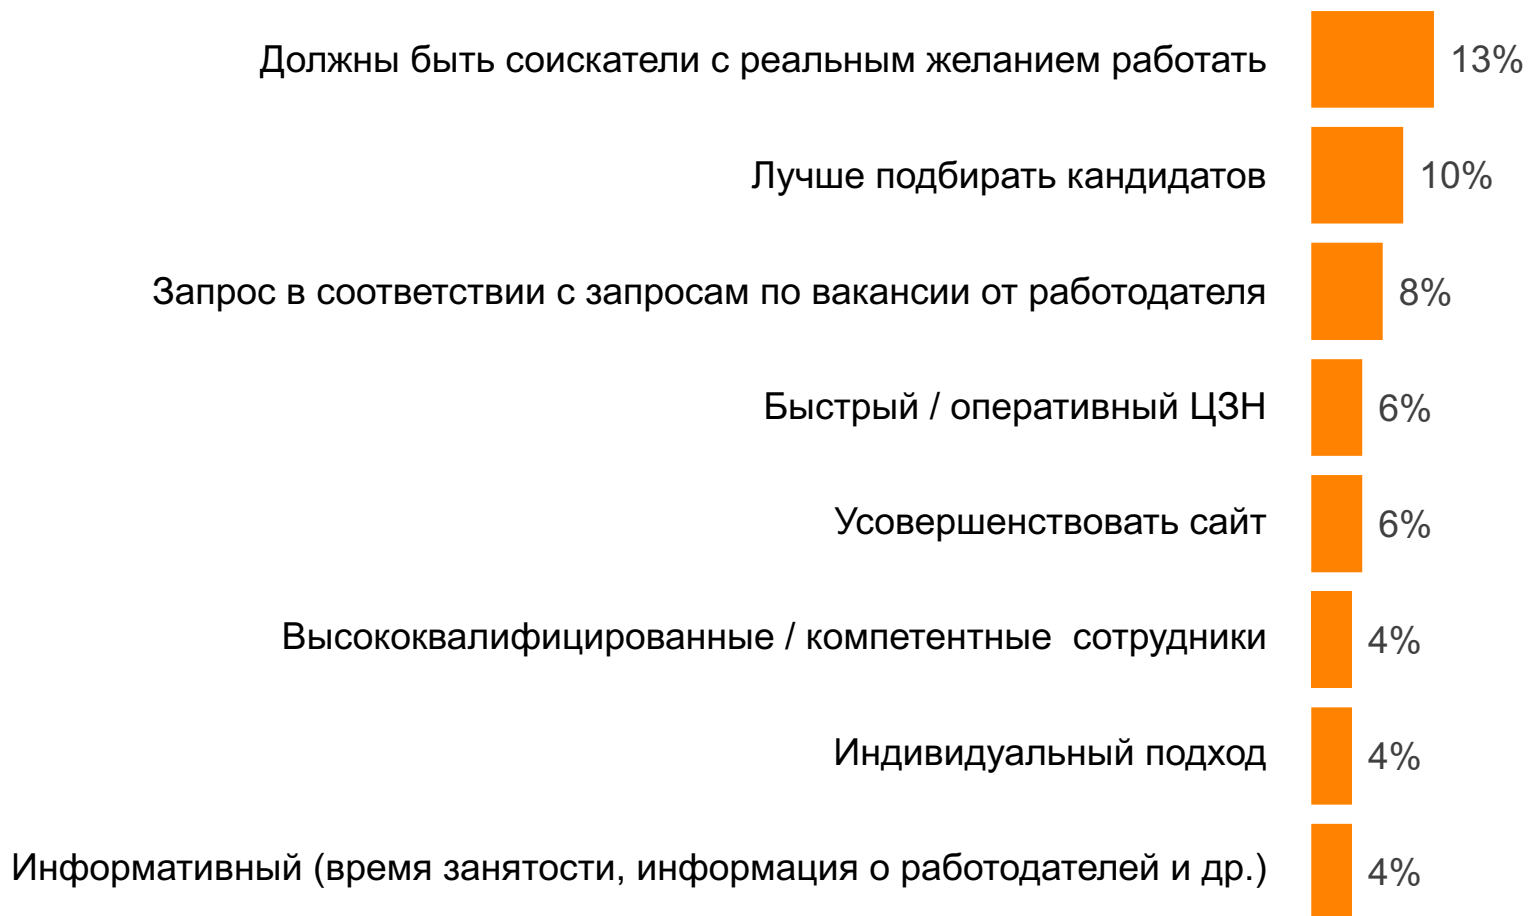 Должны быть соискатели с реальным желанием работать 13%
Лучше подбирать кандидатов 10%
Запрос в соответствии с запросам по вакансии от работодателя 8%
Быстрый / оперативный ЦЗН 6%
Усовершенствовать сайт 6%
Высококвалифицированные / компетентные  сотрудники 4%
Индивидуальный подход 4%
Информативный (время занятости, информация о работодателей и др.) 4%